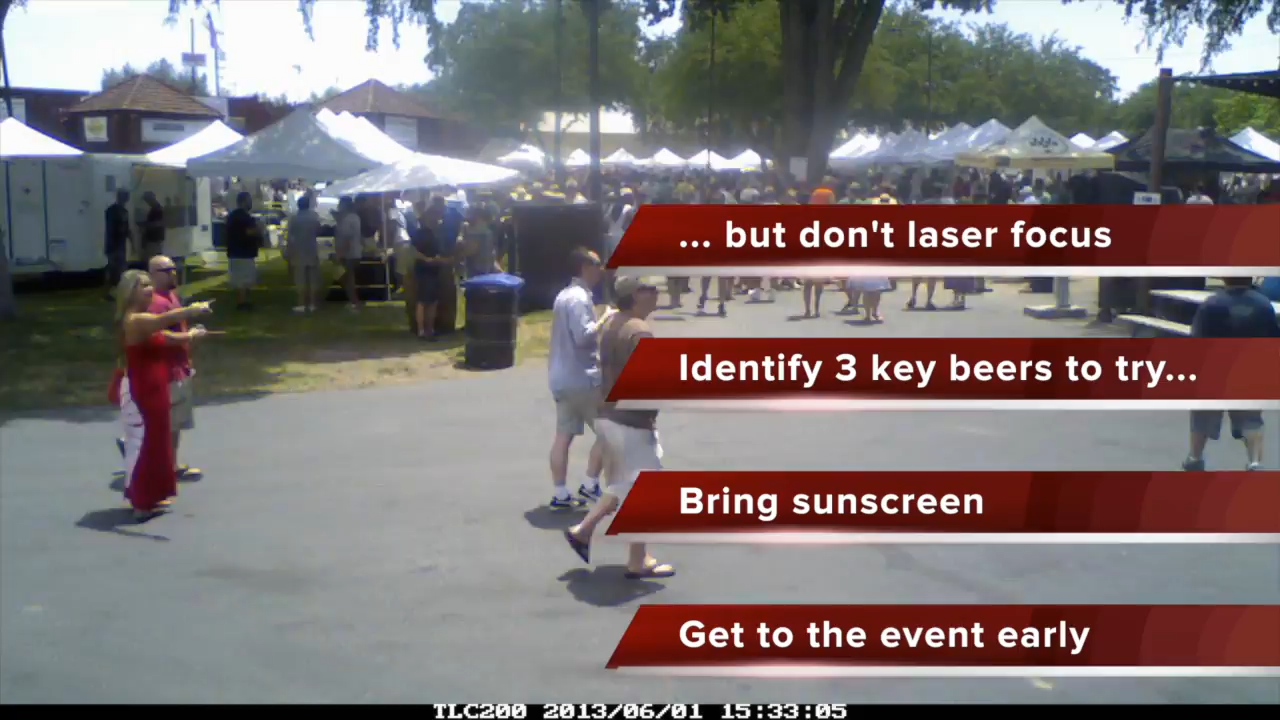 ... but don't laser focus
Identify 3 key beers to try...
Bring sunscreen
Get to the event early
TLC200 2013/06/01 15:33:05